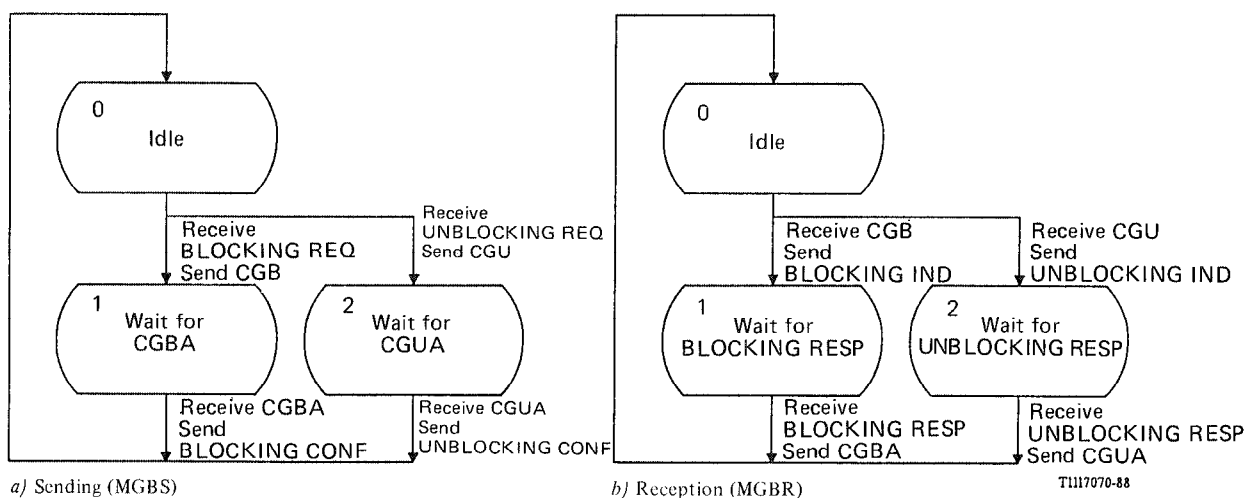 0
Idle
Receive
BLOCKING REQ
Send CGB
Receive
UNBLOCKING REQ
Send CGU
1
Wait for
CGBA
2
Wait for
CGUA
Receive CGBA
Send
BLOCKING CONF
Receive CGUA
Send
UNBLOCKING CONF
a) Sending (MGBS)
0
Idle
Receive CGB
Send
BLOCKING IND
Receive CGU
Send
UNBLOCKING IND
1
Wait for
BLOCKING RESP
2
Wait for
UNBLOCKING RESP
Receive
BLOCKING RESP
Send CGBA
Receive
UNBLOCKING RESP
Send CGUA
b) Reception (MGBR)
T1117070-88